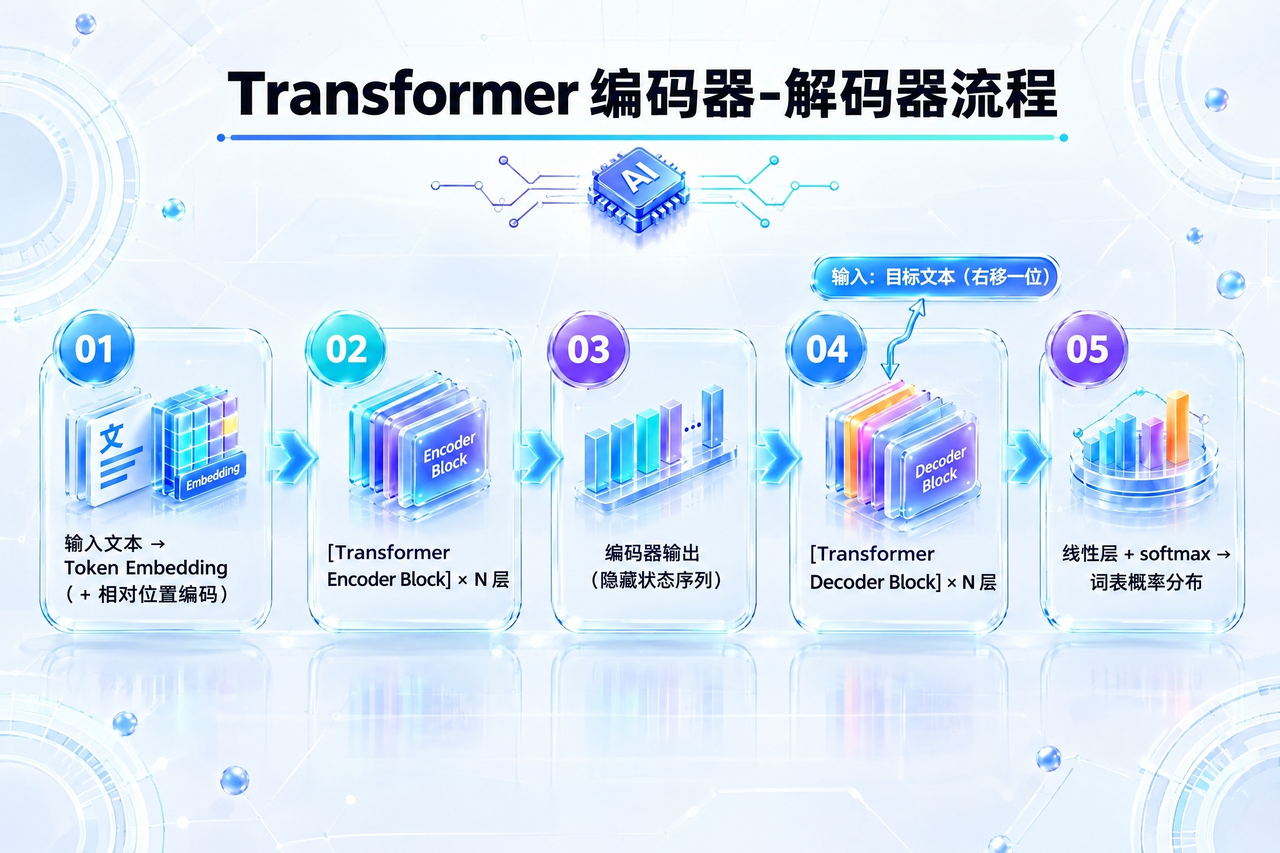 Transformer 编码器-解码器流程
AI
输入：目标文本（右移一位）
01
文
Embedding
输入文本 →
Token Embedding
（ + 相对位置编码）
02
Encoder
Block
[Transformer
Encoder Block] × N 层
03
编码器输出
（隐藏状态序列）
04
Decoder
Block
[Transformer
Decoder Block] × N 层
05
线性层 + softmax →
词表概率分布